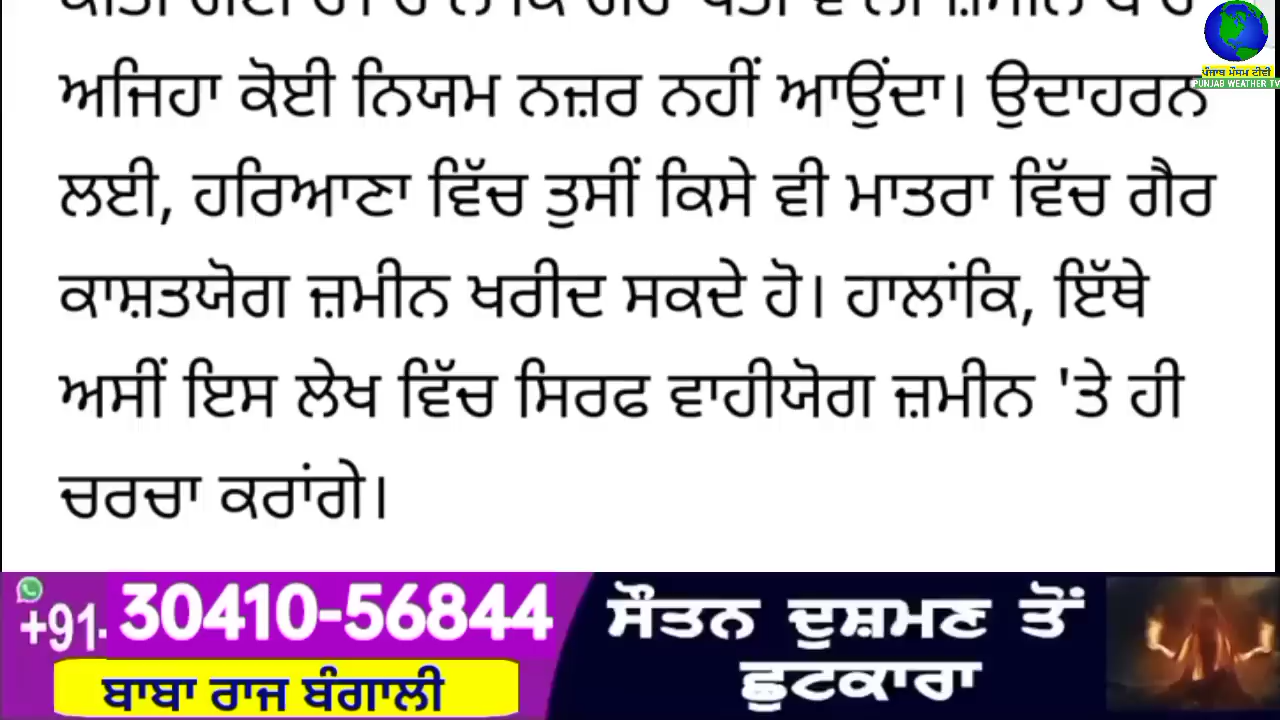 ਅਜਿਹਾ ਕੋਈ ਨਿਯਮ ਨਜ਼ਰ ਨਹੀਂ ਆਉਂਦਾ। ਉਦਾਹਰਨ
ਲਈ, ਹਰਿਆਣਾ ਵਿੱਚ ਤੁਸੀਂ ਕਿਸੇ ਵੀ ਮਾਤਰਾ ਵਿੱਚ ਗੈਰ
ਕਾਸ਼ਤਯੋਗ ਜ਼ਮੀਨ ਖਰੀਦ ਸਕਦੇ ਹੋ। ਹਾਲਾਂਕਿ, ਇੱਥੇ
ਅਸੀਂ ਇਸ ਲੇਖ ਵਿੱਚ ਸਿਰਫ ਵਾਹੀਯੋਗ ਜ਼ਮੀਨ 'ਤੇ ਹੀ
ਚਰਚਾ ਕਰਾਂਗੇ।
ਪੰਜਾਬ ਮੌਸਮ ਟੀਵੀ
PUNJAB WEATHER TV
+91- 30410-56844
ਬਾਬਾ ਰਾਜ ਬੰਗਾਲੀ
ਸੌਤਨ ਦੁਸ਼ਮਣ ਤੋਂ
ਛੁਟਕਾਰਾ